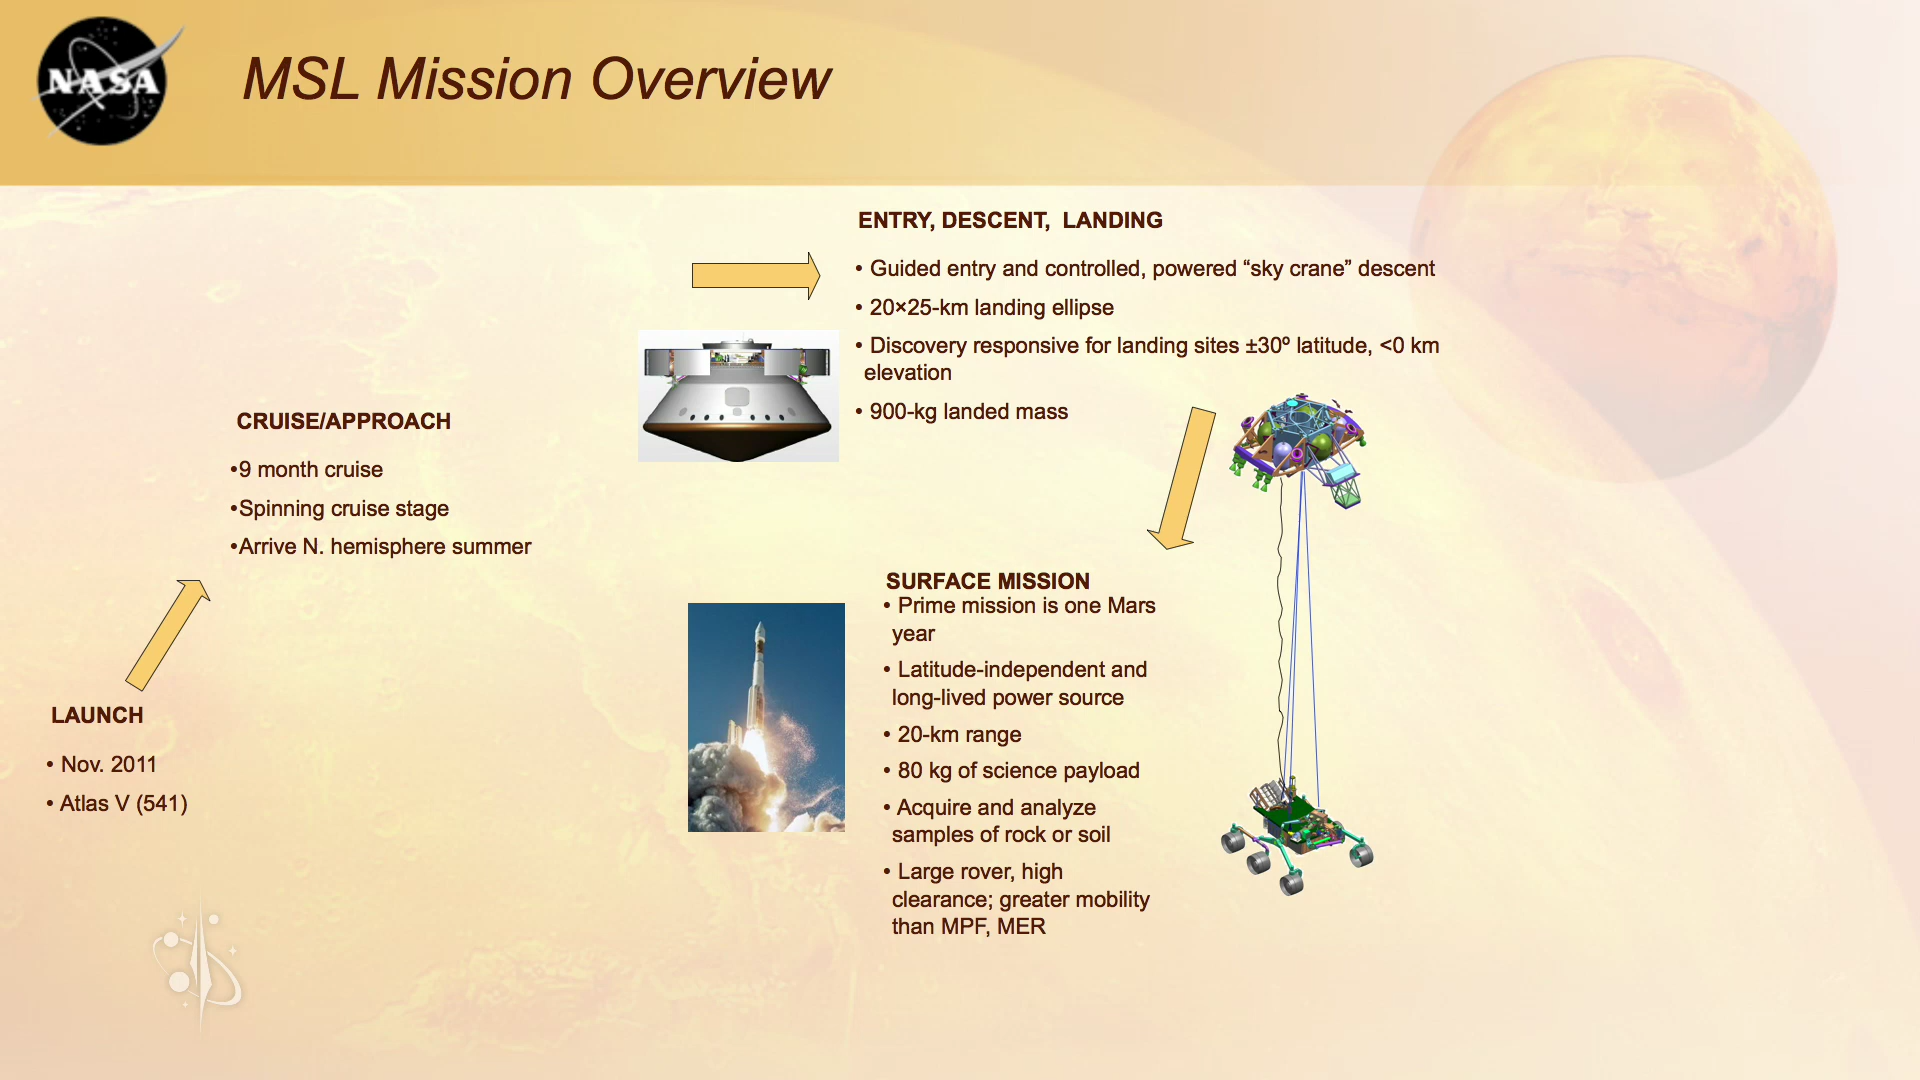 NASA
MSL Mission Overview
ENTRY, DESCENT, LANDING
• Guided entry and controlled, powered “sky crane” descent
• 20×25-km landing ellipse
• Discovery responsive for landing sites ±30º latitude, <0 km
elevation
• 900-kg landed mass
CRUISE/APPROACH
•9 month cruise
•Spinning cruise stage
•Arrive N. hemisphere summer
LAUNCH
• Nov. 2011
• Atlas V (541)
SURFACE MISSION
• Prime mission is one Mars
year
• Latitude-independent and
long-lived power source
• 20-km range
• 80 kg of science payload
• Acquire and analyze
samples of rock or soil
• Large rover, high
clearance; greater mobility
than MPF, MER